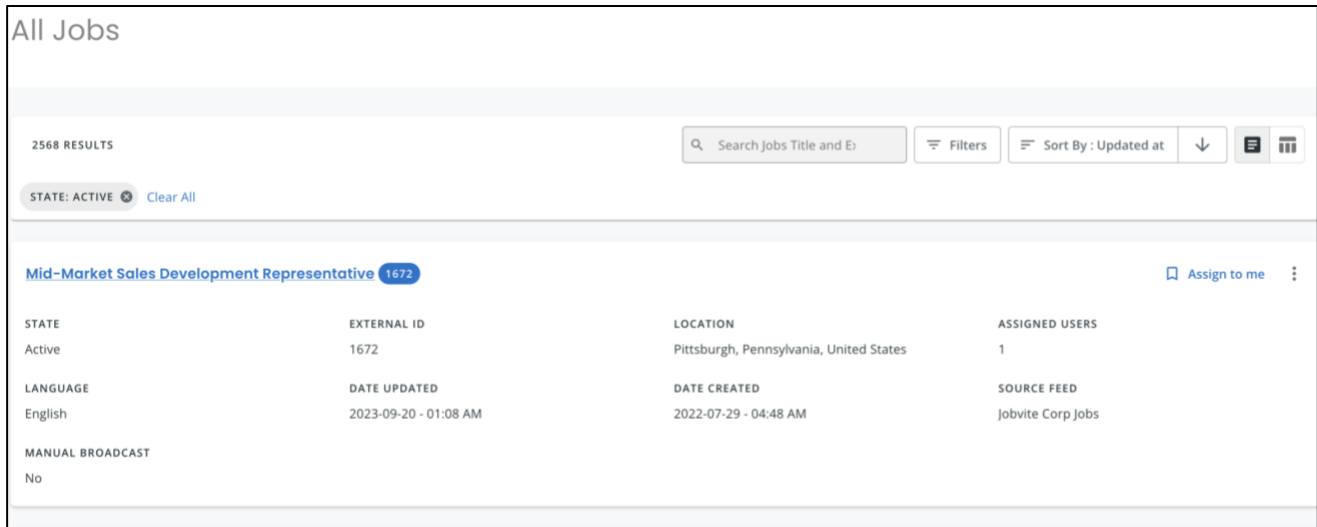 All Jobs
2568 RESULTS
Search Jobs Title and Ex
Filters
Sort By : Updated at
STATE: ACTIVE
Clear All
Mid-Market Sales Development Representative 1672
Assign to me
STATE EXTERNAL ID LOCATION ASSIGNED USERS
Active 1672 Pittsburgh, Pennsylvania, United States 1
LANGUAGE DATE UPDATED DATE CREATED SOURCE FEED
English 2023-09-20 - 01:08 AM 2022-07-29 - 04:48 AM Jobvite Corp Jobs
MANUAL BROADCAST
No